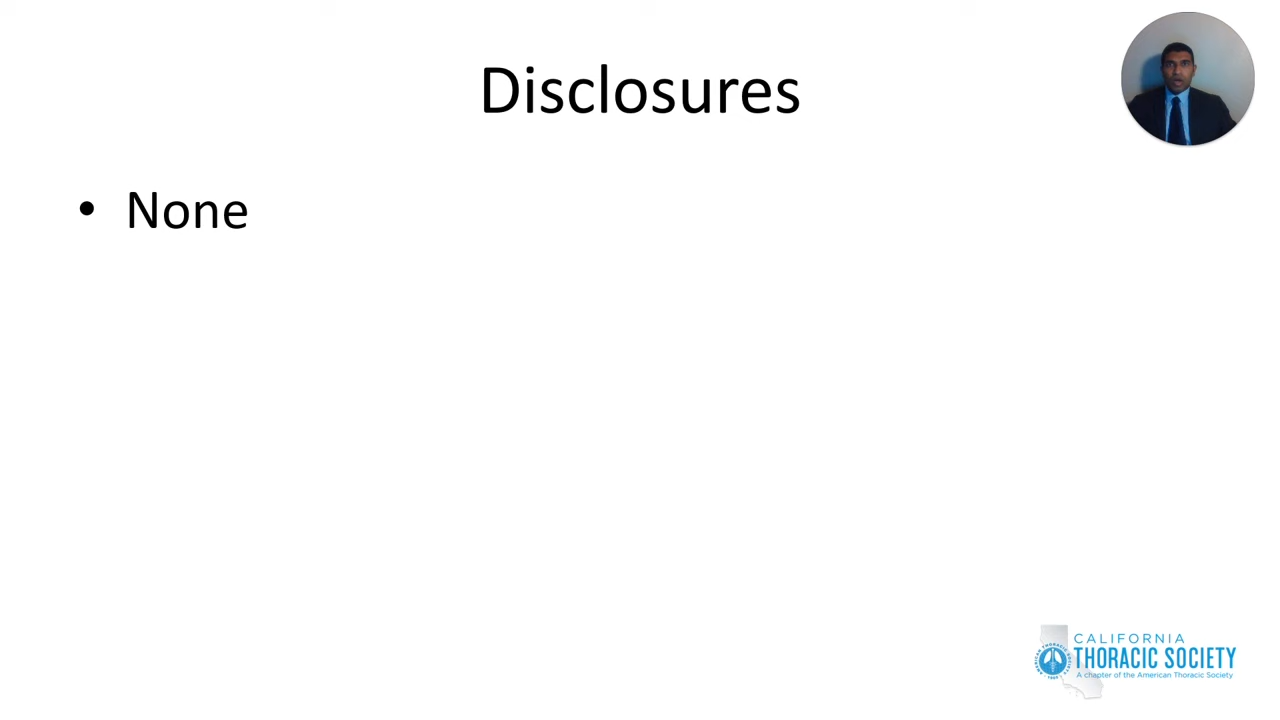 Disclosures
• None
CALIFORNIA
THORACIC SOCIETY
A chapter of the American Thoracic Society